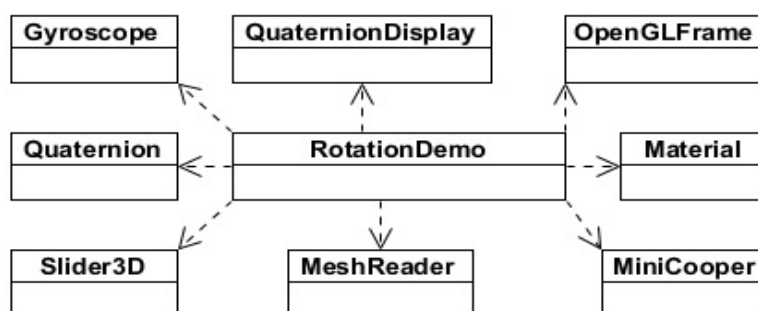 Gyroscope
QuaternionDisplay
OpenGLFrame
Quaternion
RotationDemo
Material
Slider3D
MeshReader
MiniCooper